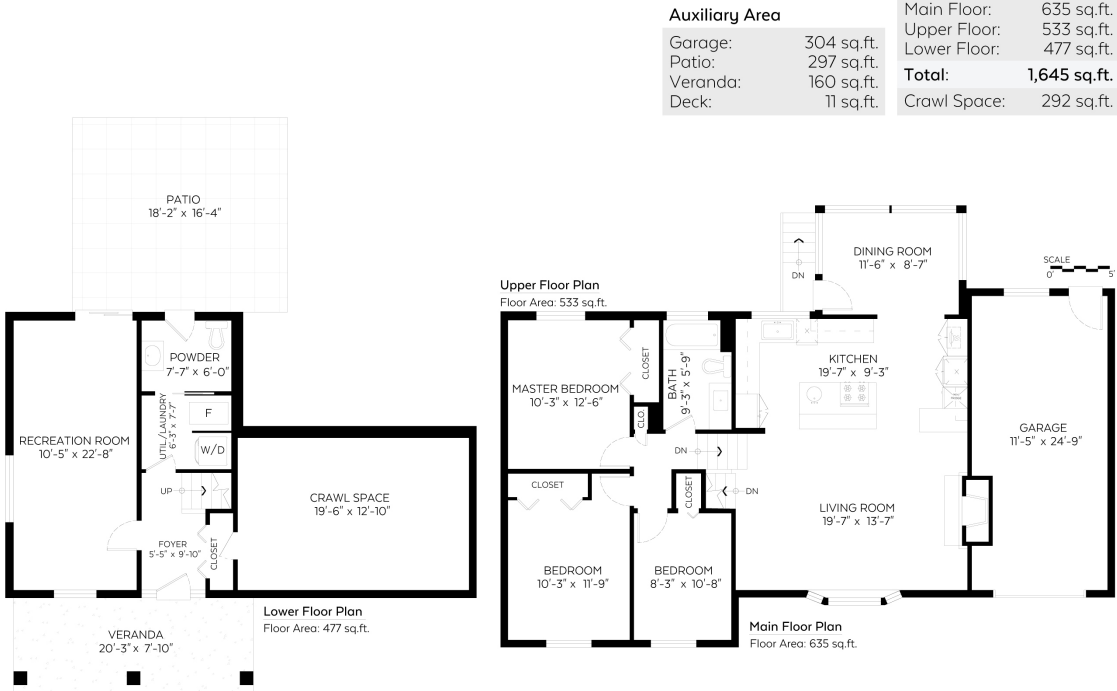 Auxiliary Area
Garage: 304 sq.ft.
Patio: 297 sq.ft.
Veranda: 160 sq.ft.
Deck: 11 sq.ft.
Main Floor: 635 sq.ft.
Upper Floor: 533 sq.ft.
Lower Floor: 477 sq.ft.
Total: 1,645 sq.ft.
Crawl Space: 292 sq.ft.
PATIO
18'-2" x 16'-4"
POWDER
7'-7" x 6'-0"
UTIL/LAUNDRY
6'-3" x 7'-7"
F
W/D
RECREATION ROOM
10'-5" x 22'-8"
UP
FOYER
5'-5" x 9'-10"
CLOSET
CRAWL SPACE
19'-6" x 12'-10"
Lower Floor Plan
Floor Area: 477 sq.ft.
VERANDA
20'-3" x 7'-10"
Upper Floor Plan
Floor Area: 533 sq.ft.
MASTER BEDROOM
10'-3" x 12'-6"
CLOSET
BATH
9'-3" x 5'-9"
CLO.
DN
CLOSET
CLOSET
DN
BEDROOM
10'-3" x 11'-9"
BEDROOM
8'-3" x 10'-8"
DN
DINING ROOM
11'-6" x 8'-7"
SCALE
0' 5'
KITCHEN
19'-7" x 9'-3"
GARAGE
11'-5" x 24'-9"
LIVING ROOM
19'-7" x 13'-7"
Main Floor Plan
Floor Area: 635 sq.ft.